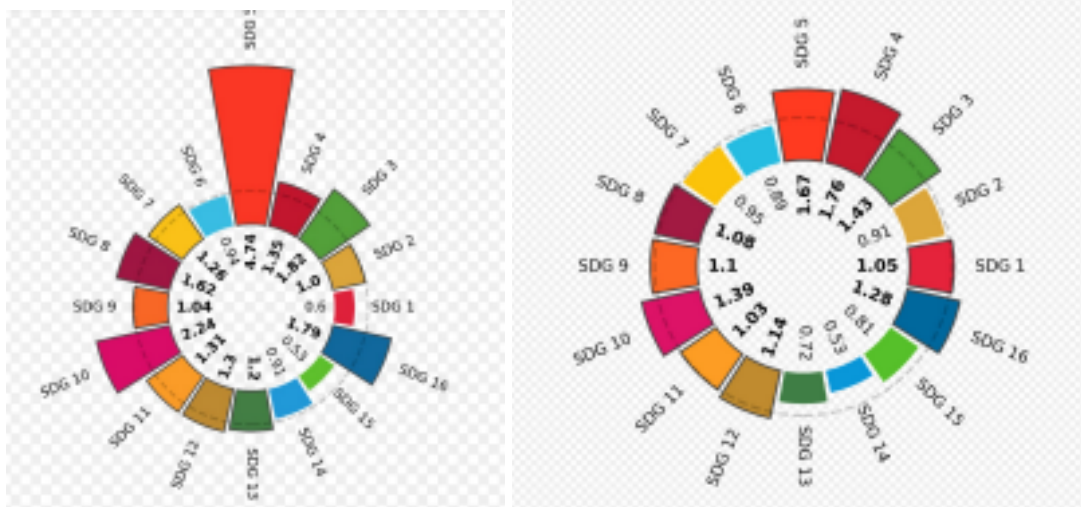 SDG 5
SDG 4
SDG 3
SDG 2
SDG 1
SDG 16
SDG 15
SDG 14
SDG 13
SDG 12
SDG 11
SDG 10
SDG 9
SDG 8
SDG 7
SDG 6
4.74
1.35
1.82
1.0
0.6
1.79
0.53
0.91
1.2
1.3
1.31
2.24
1.04
1.62
1.26
0.94
SDG 5
SDG 4
SDG 3
SDG 2
SDG 1
SDG 16
SDG 15
SDG 14
SDG 13
SDG 12
SDG 11
SDG 10
SDG 9
SDG 8
SDG 7
SDG 6
1.67
1.76
1.43
0.91
1.05
1.28
0.81
0.53
0.72
1.14
1.03
1.39
1.1
1.08
0.95
0.89